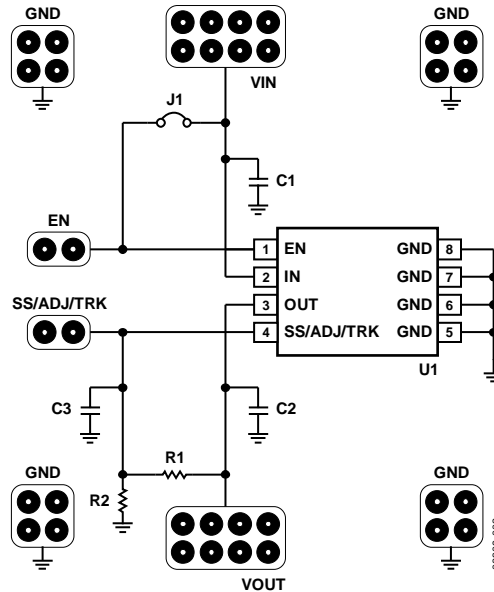 GND
GND
VIN
J1
C1
EN
1 EN GND 8
2 IN GND 7
3 OUT GND 6
4 SS/ADJ/TRK GND 5
SS/ADJ/TRK
U1
C3
C2
R1
R2
GND
GND
VOUT